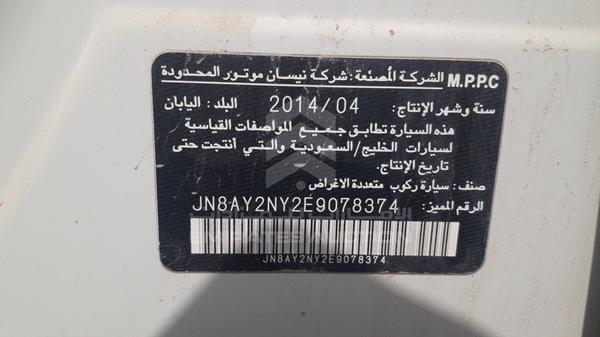 M.P.P.C الشركة المصنعة: شركة نيسان موتور المحدودة
سنة وشهر الإنتاج: 2014/04 البلد: اليابان
هذه السيارة تطابق جميع المواصفات القياسية
لسيارات الخليج/السعودية والتي أنتجت حتى
تاريخ الإنتاج.
صنف: سيارة ركوب متعددة الاغراض
الرقم المميز: JN8AY2NY2E9078374
JN8AY2NY2E9078374